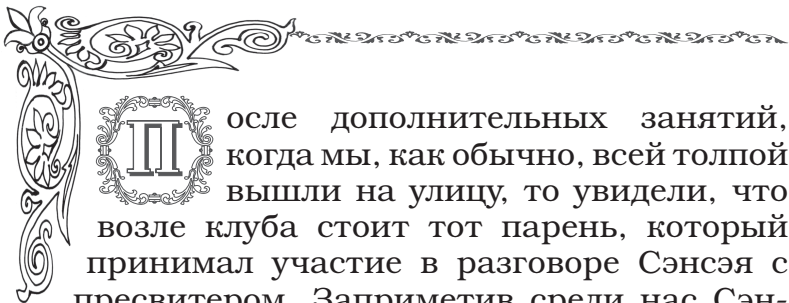 После дополнительных занятий,
когда мы, как обычно, всей толпой
вышли на улицу, то увидели, что
возле клуба стоит тот парень, который
принимал участие в разговоре Сэнсэя с
пресвитером. Заприметив среди нас Сэн-